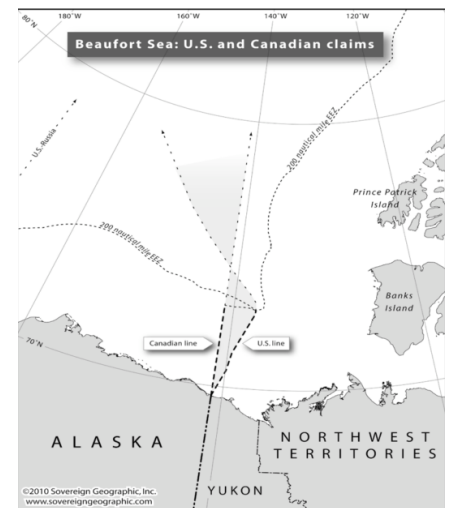 80°N
180°W
160°W
140°W
120°W
Beaufort Sea: U.S. and Canadian claims
U.S. Russia
200 nautical mile EEZ
Prince Patrick
Island
200 nautical mile EEZ
Banks
Island
70°N
Canadian line
U.S. line
ALASKA
NORTHWEST
TERRITORIES
YUKON
©2010 Sovereign Geographic, Inc.
www.sovereigngeographic.com